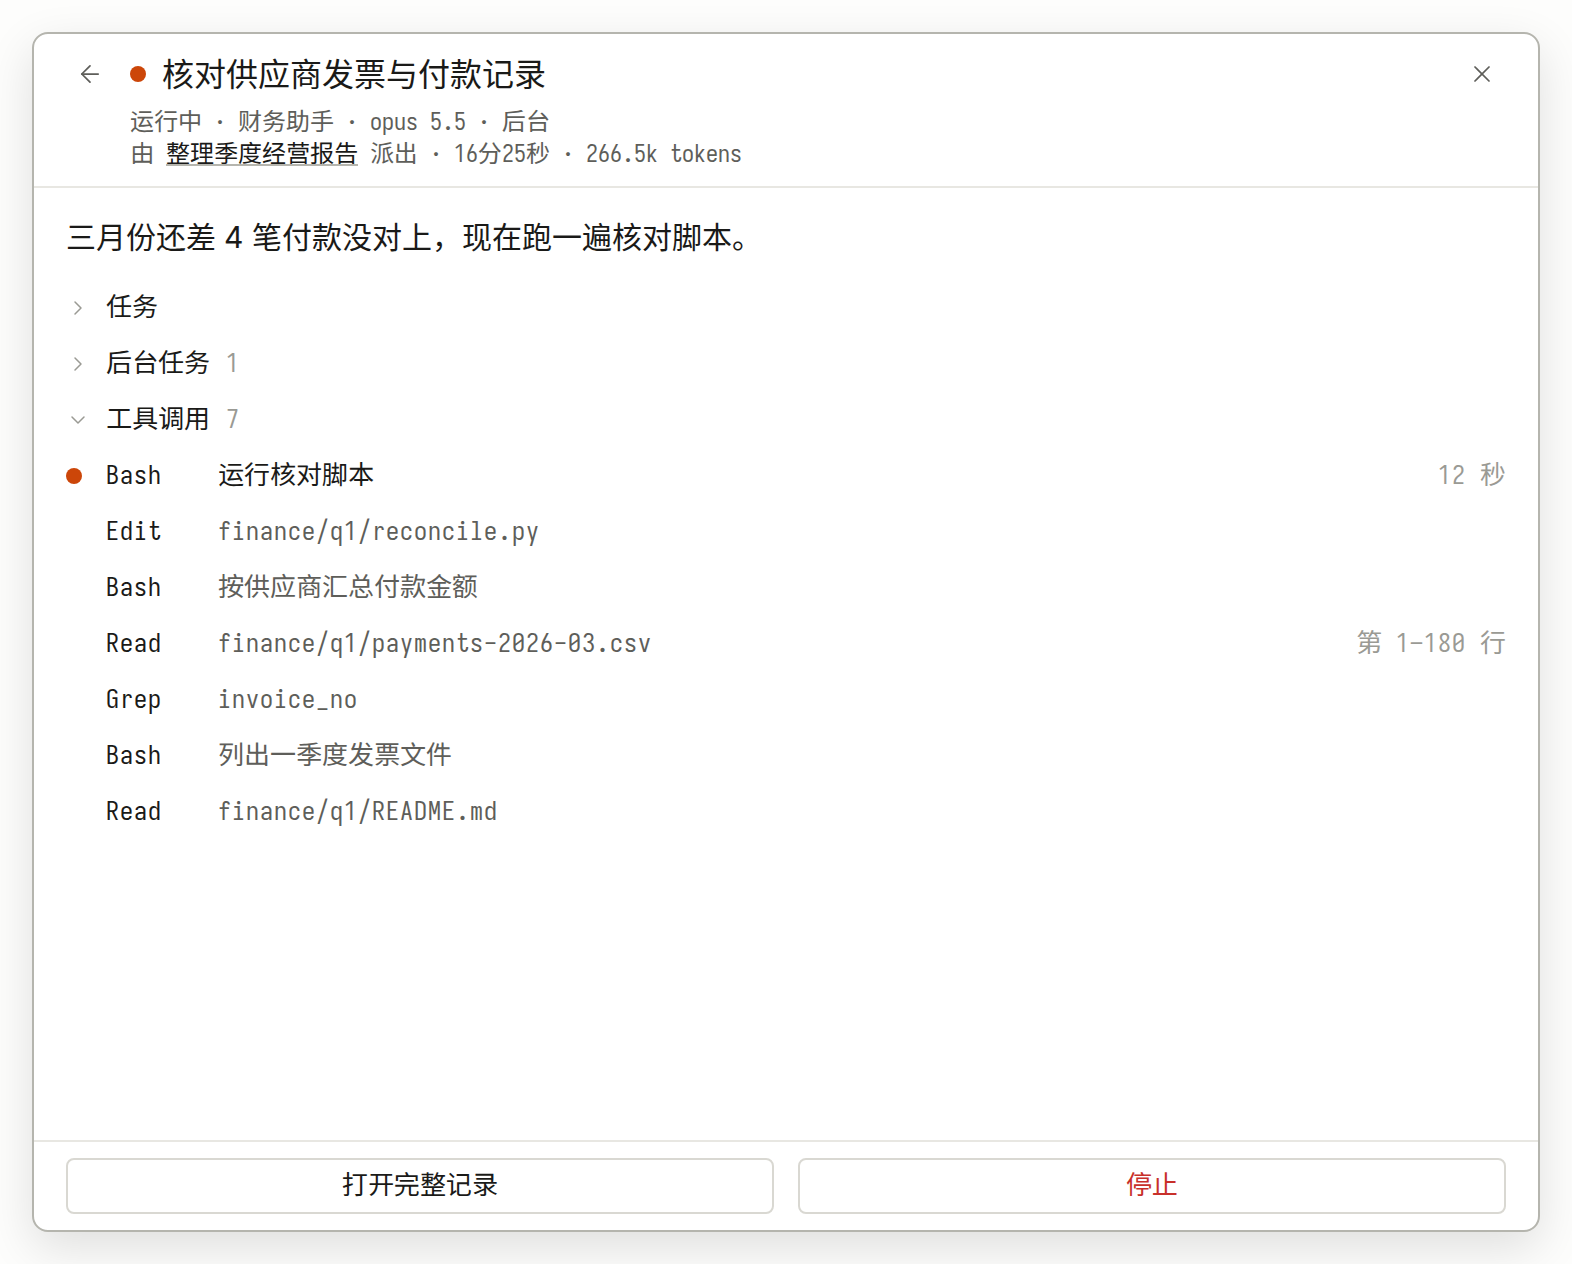 核对供应商发票与付款记录
运行中 · 财务助手 · opus 5.5 · 后台
由 整理季度经营报告 派出 · 16分25秒 · 266.5k tokens
三月份还差 4 笔付款没对上，现在跑一遍核对脚本。
任务
后台任务 1
工具调用 7
Bash 运行核对脚本 12 秒
Edit finance/q1/reconcile.py
Bash 按供应商汇总付款金额
Read finance/q1/payments-2026-03.csv 第 1-180 行
Grep invoice_no
Bash 列出一季度发票文件
Read finance/q1/README.md
打开完整记录 停止